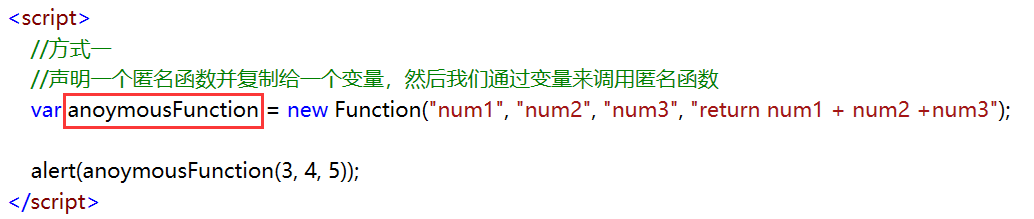 <script>
//方式一
//声明一个匿名函数并复制给一个变量，然后我们通过变量来调用匿名函数
var anoymousFunction = new Function("num1", "num2", "num3", "return num1 + num2 +num3");
alert(anoymousFunction(3, 4, 5));
</script>